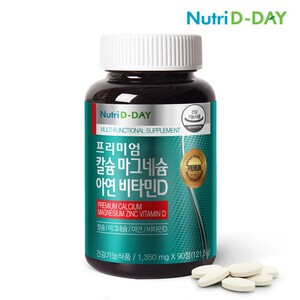 Nutri D-DAY
Nutri D-DAY
MULTI-FUNCTIONAL SUPPLEMENT
프리미엄
칼슘 마그네슘
아연 비타민D
PREMIUM CALCIUM
MAGNESIUM ZINC VITAMIN D
칼슘 / 마그네슘 / 아연 / 비타민D
건강기능식품 / 1,350 mg X 90정
PREMIUM